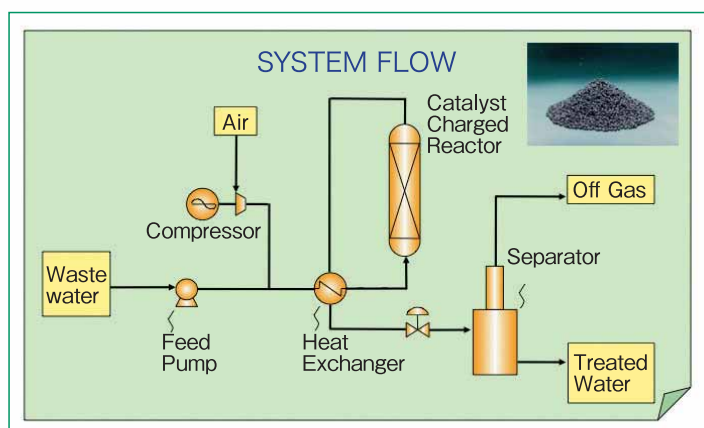 SYSTEM FLOW
Catalyst
Charged
Reactor
Air
Off Gas
Compressor
Separator
Waste
water
Feed
Pump
Heat
Exchanger
Treated
Water